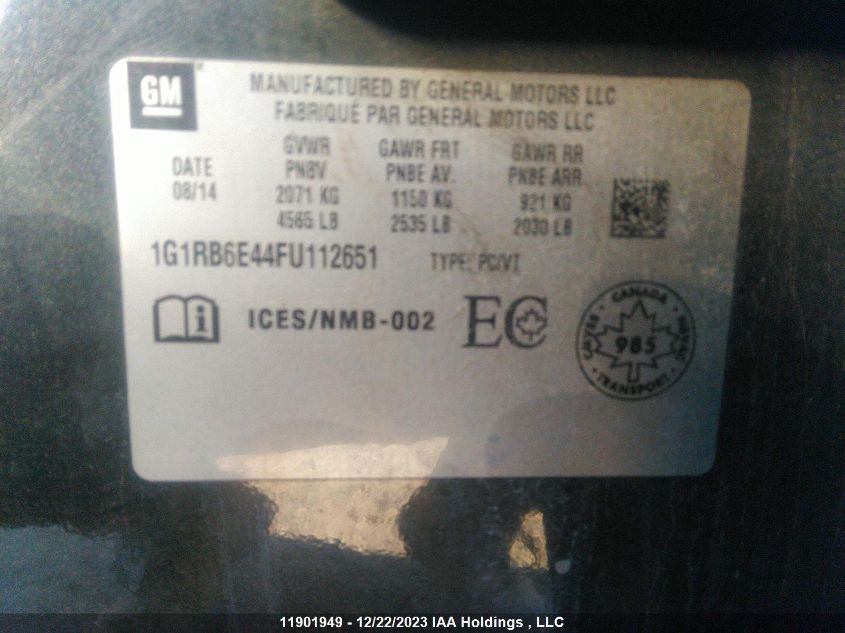 GM
MANUFACTURED BY GENERAL MOTORS LLC
FABRIQUÉ PAR GENERAL MOTORS LLC
DATE
08/14
GVWR
PNBV
2071 KG
4565 LB
GAWR FRT
PNBE AV.
1150 KG
2535 LB
GAWR RR
PNBE ARR.
921 KG
2030 LB
1G1RB6E44FU112651 TYPE: PC/VT
i ICES/NMB-002 EC
CANADA
985
TRANSPORT
11901949 - 12/22/2023 IAA Holdings , LLC